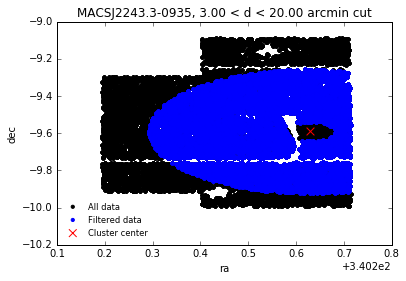 MACSJ2243.3-0935, 3.00 < d < 20.00 arcmin cut
−9.0
−9.2
−9.4
−9.6
−9.8
−10.0
−10.2
dec
All data
Filtered data
Cluster center
0.1 0.2 0.3 0.4 0.5 0.6 0.7 0.8
ra
+3.402e2